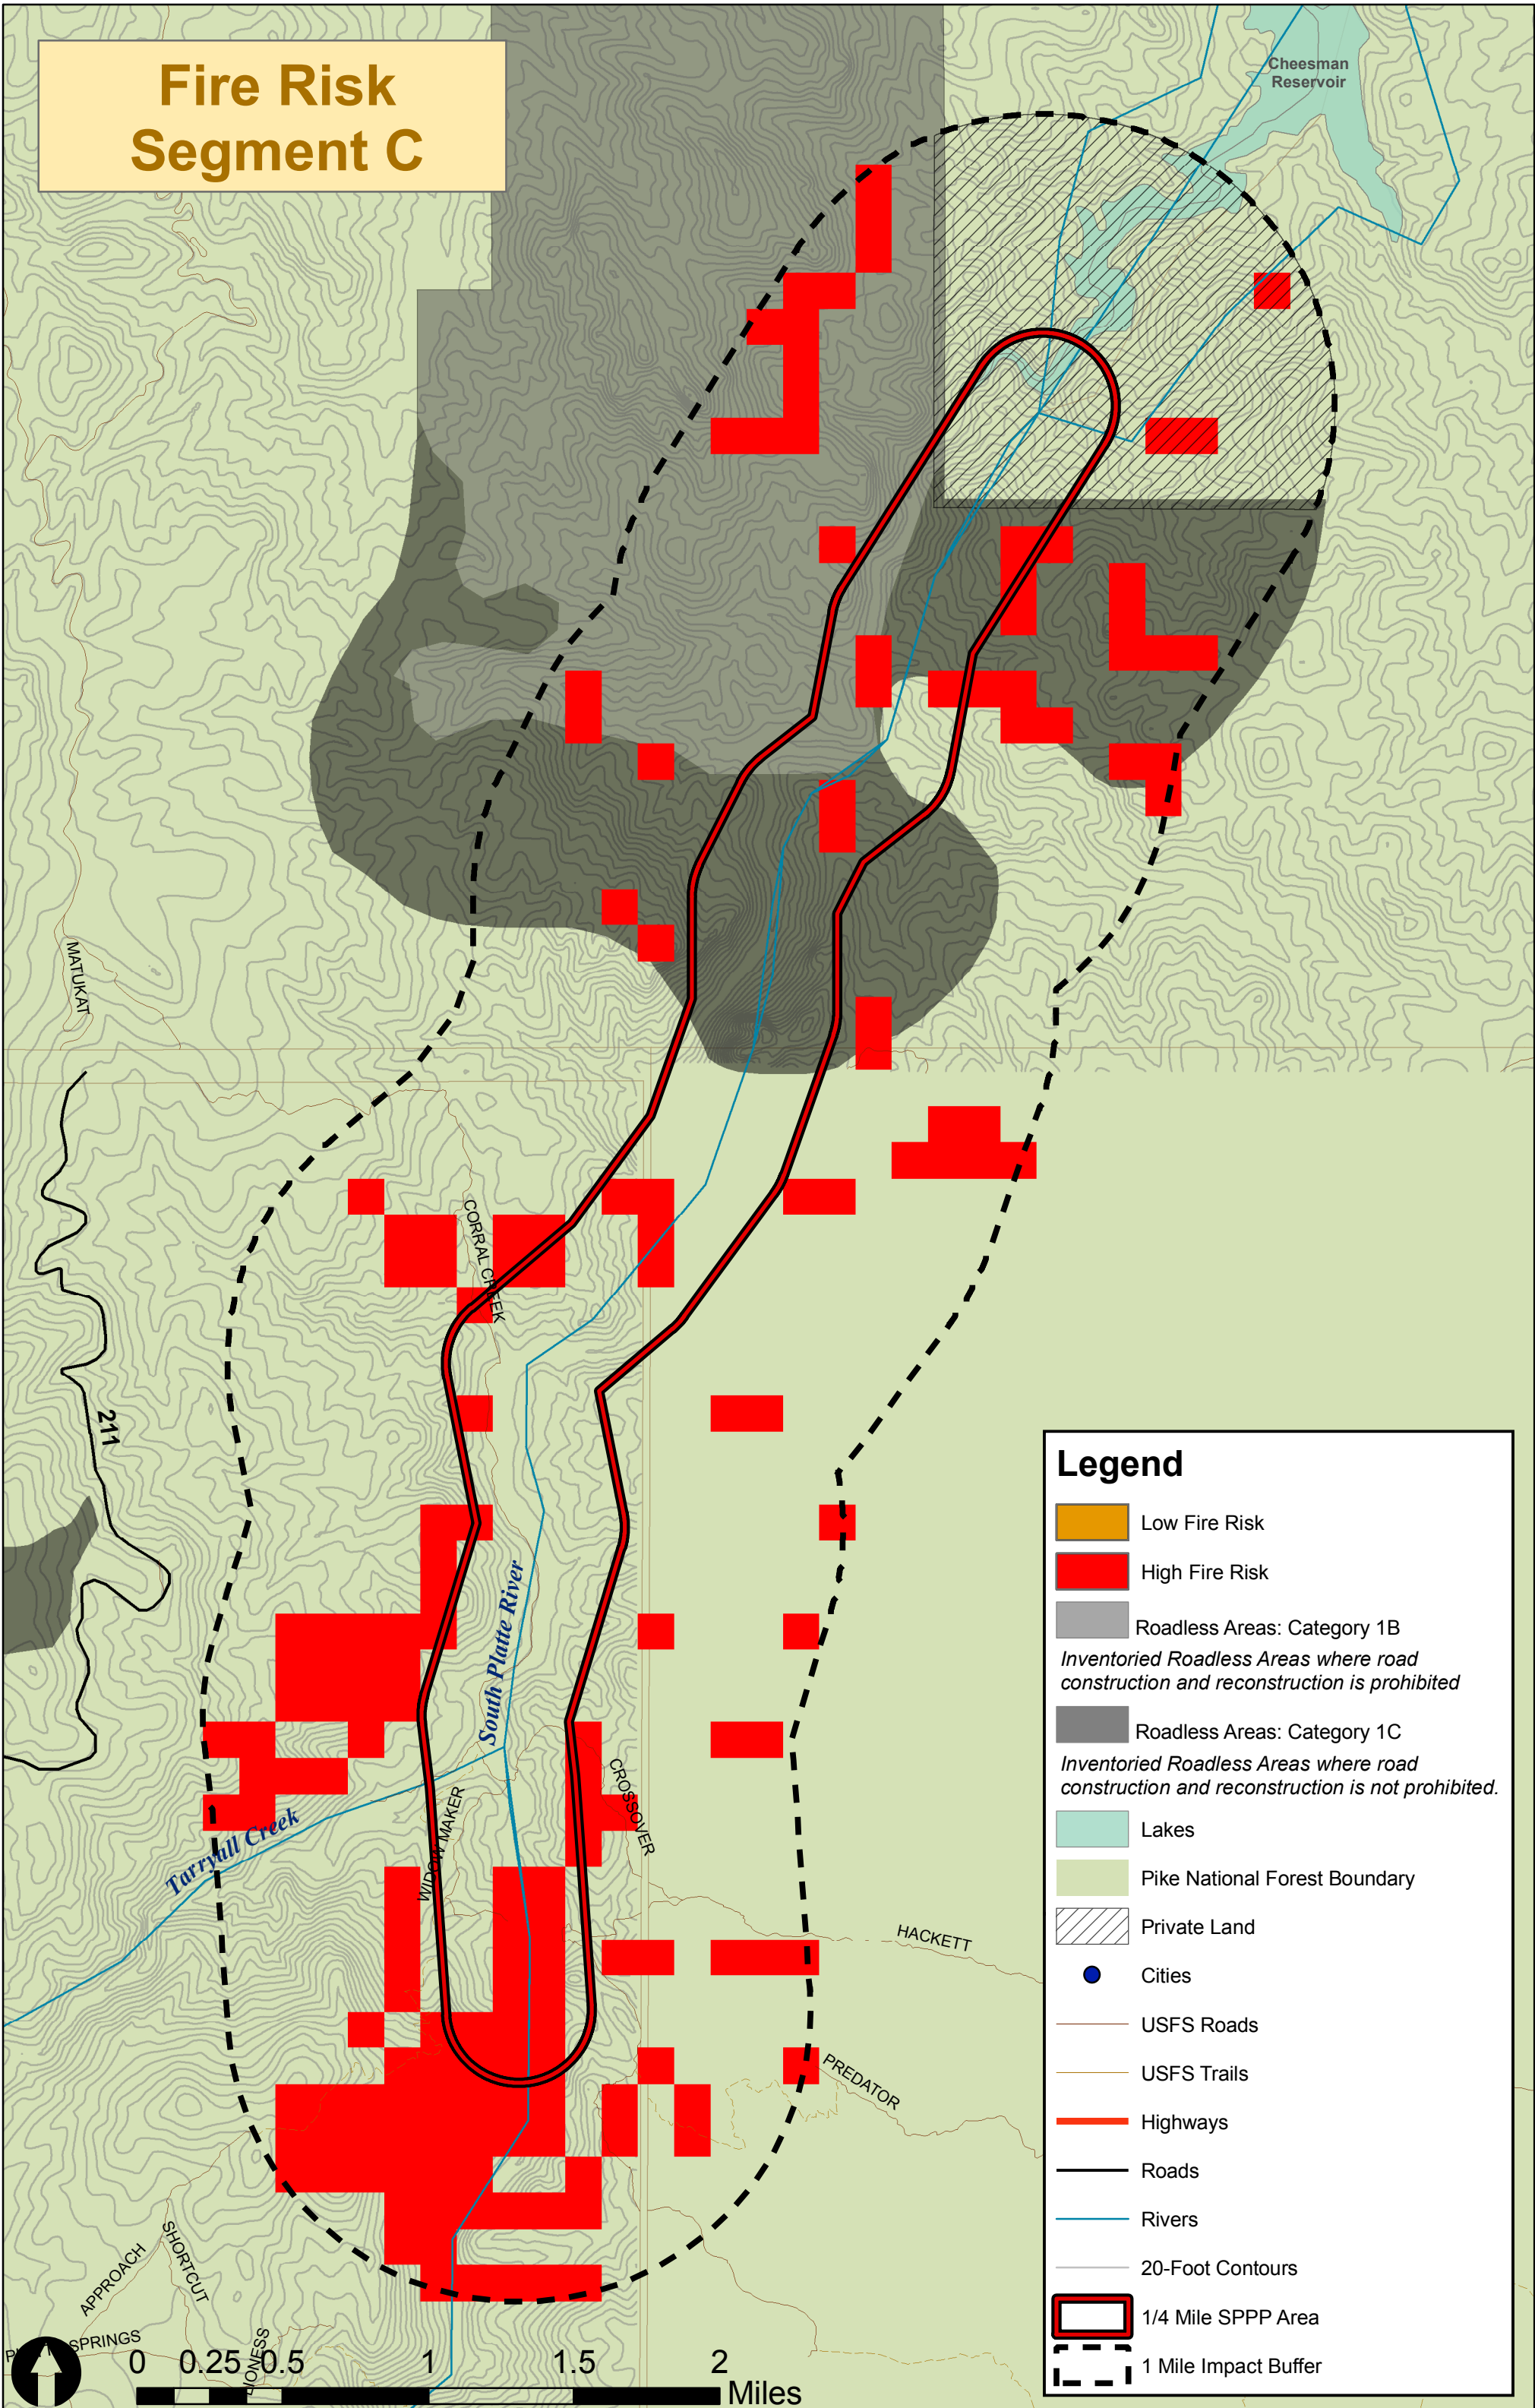 Fire Risk
Segment C
Cheesman
Reservoir
MATUKAT
CORRAL CREEK
211
South Platte River
CROSSOVER
WIDOW MAKER
Tarryall Creek
HACKETT
PREDATOR
SHORTCUT
APPROACH
SPRINGS
LIONESS
0 0.25 0.5 1 1.5 2
Miles
Legend
Low Fire Risk
High Fire Risk
Roadless Areas: Category 1B
Inventoried Roadless Areas where road
construction and reconstruction is prohibited
Roadless Areas: Category 1C
Inventoried Roadless Areas where road
construction and reconstruction is not prohibited.
Lakes
Pike National Forest Boundary
Private Land
Cities
USFS Roads
USFS Trails
Highways
Roads
Rivers
20-Foot Contours
1/4 Mile SPPP Area
1 Mile Impact Buffer